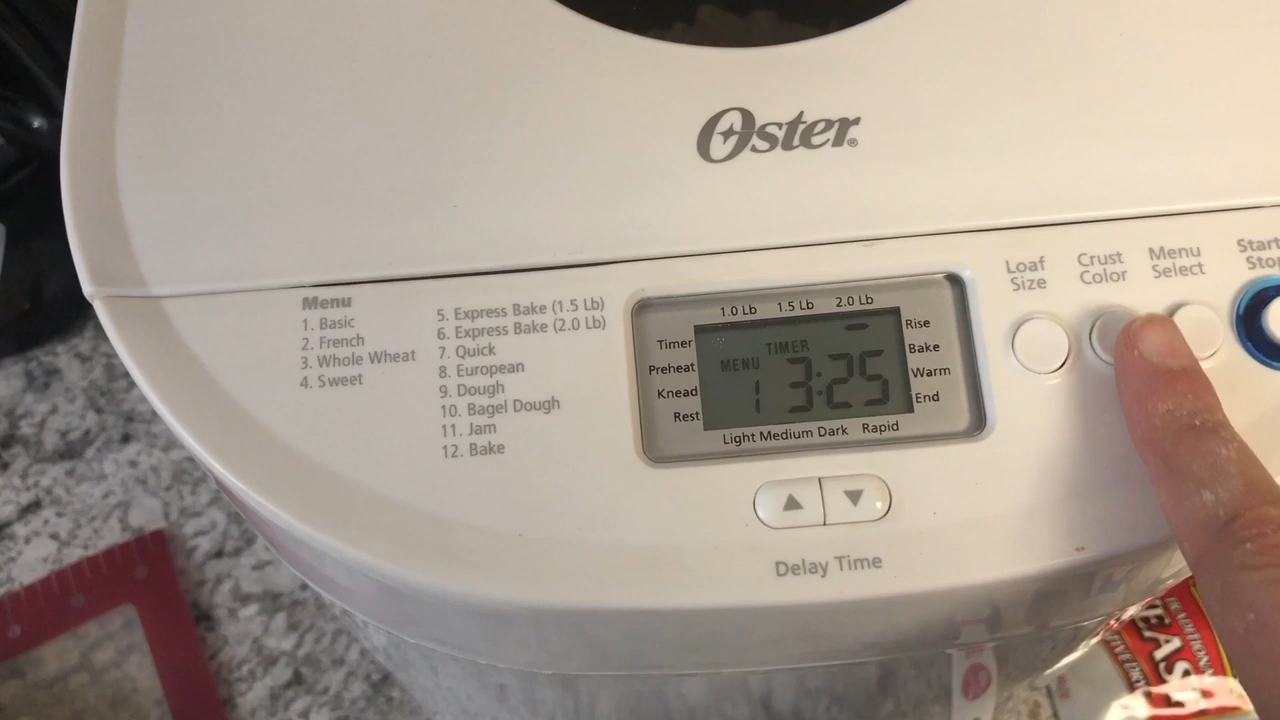 Oster®
Menu
1. Basic
2. French
3. Whole Wheat
4. Sweet
5. Express Bake (1.5 Lb)
6. Express Bake (2.0 Lb)
7. Quick
8. European
9. Dough
10. Bagel Dough
11. Jam
12. Bake
1.0 Lb 1.5 Lb 2.0 Lb
Timer
Preheat
Knead
Rest
TIMER
MENU
1 3:25
Rise
Bake
Warm
End
Light Medium Dark Rapid
Delay Time
Loaf
Size
Crust
Color
Menu
Select
Start
Stop
TRADITIONAL